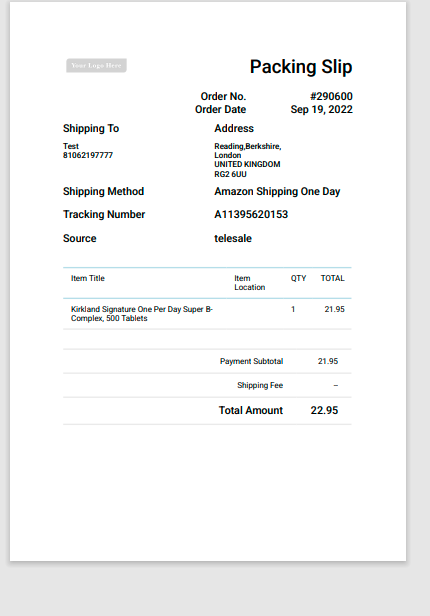 Your Logo Here
Packing Slip
Order No. #290600
Order Date Sep 19, 2022
Shipping To Address
Test
81062197777
Reading,Berkshire,
London
UNITED KINGDOM
RG2 6UU
Shipping Method Amazon Shipping One Day
Tracking Number A11395620153
Source telesale
Item Title Item Location QTY TOTAL
Kirkland Signature One Per Day Super B- 1 21.95
Complex, 500 Tablets
Payment Subtotal 21.95
Shipping Fee –
Total Amount 22.95